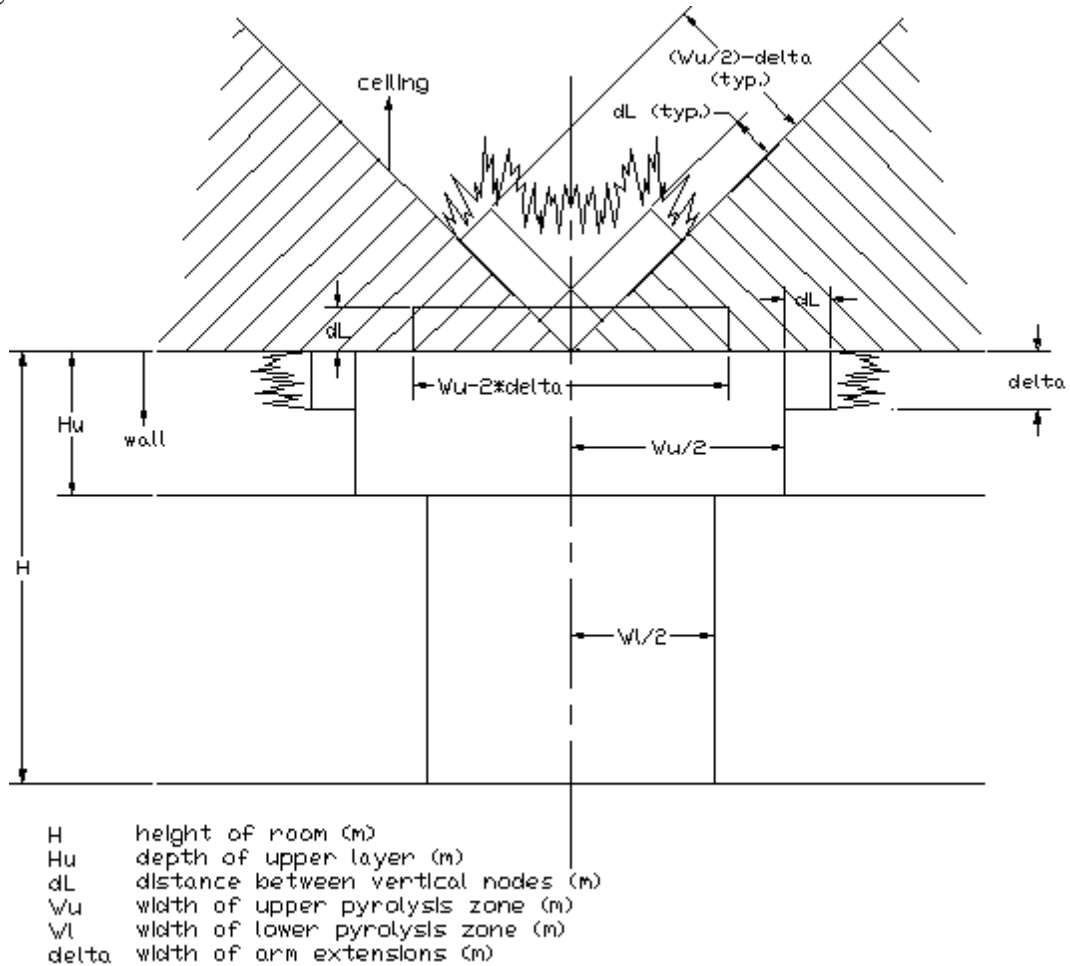 (Wu/2)-delta
(typ.)
ceiling
dL (typ.)
dL
dL
Wu-2*delta
delta
Hu
wall
Wu/2
H
Wl/2
H height of room (m)
Hu depth of upper layer (m)
dL distance between vertical nodes (m)
Wu width of upper pyrolysis zone (m)
Wl width of lower pyrolysis zone (m)
delta width of arm extensions (m)